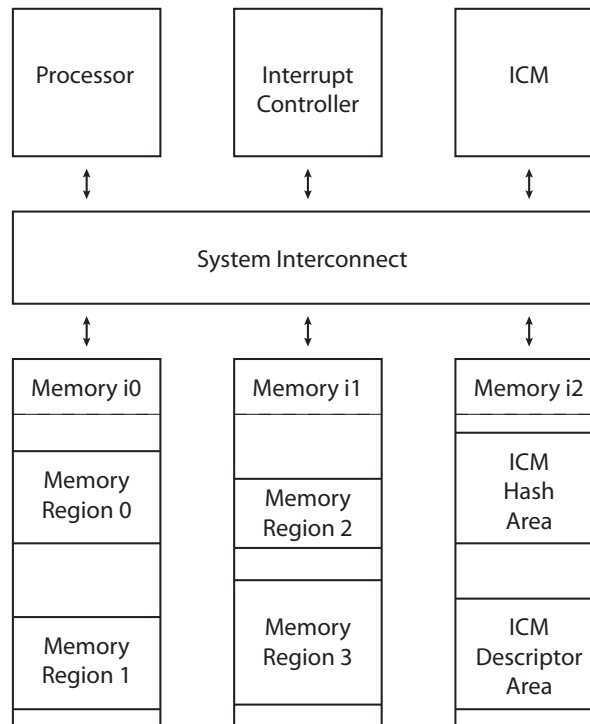 Processor
Interrupt
Controller
ICM
System Interconnect
Memory i0
Memory i1
Memory i2
Memory
Region 0
Memory
Region 1
Memory
Region 2
Memory
Region 3
ICM
Hash
Area
ICM
Descriptor
Area